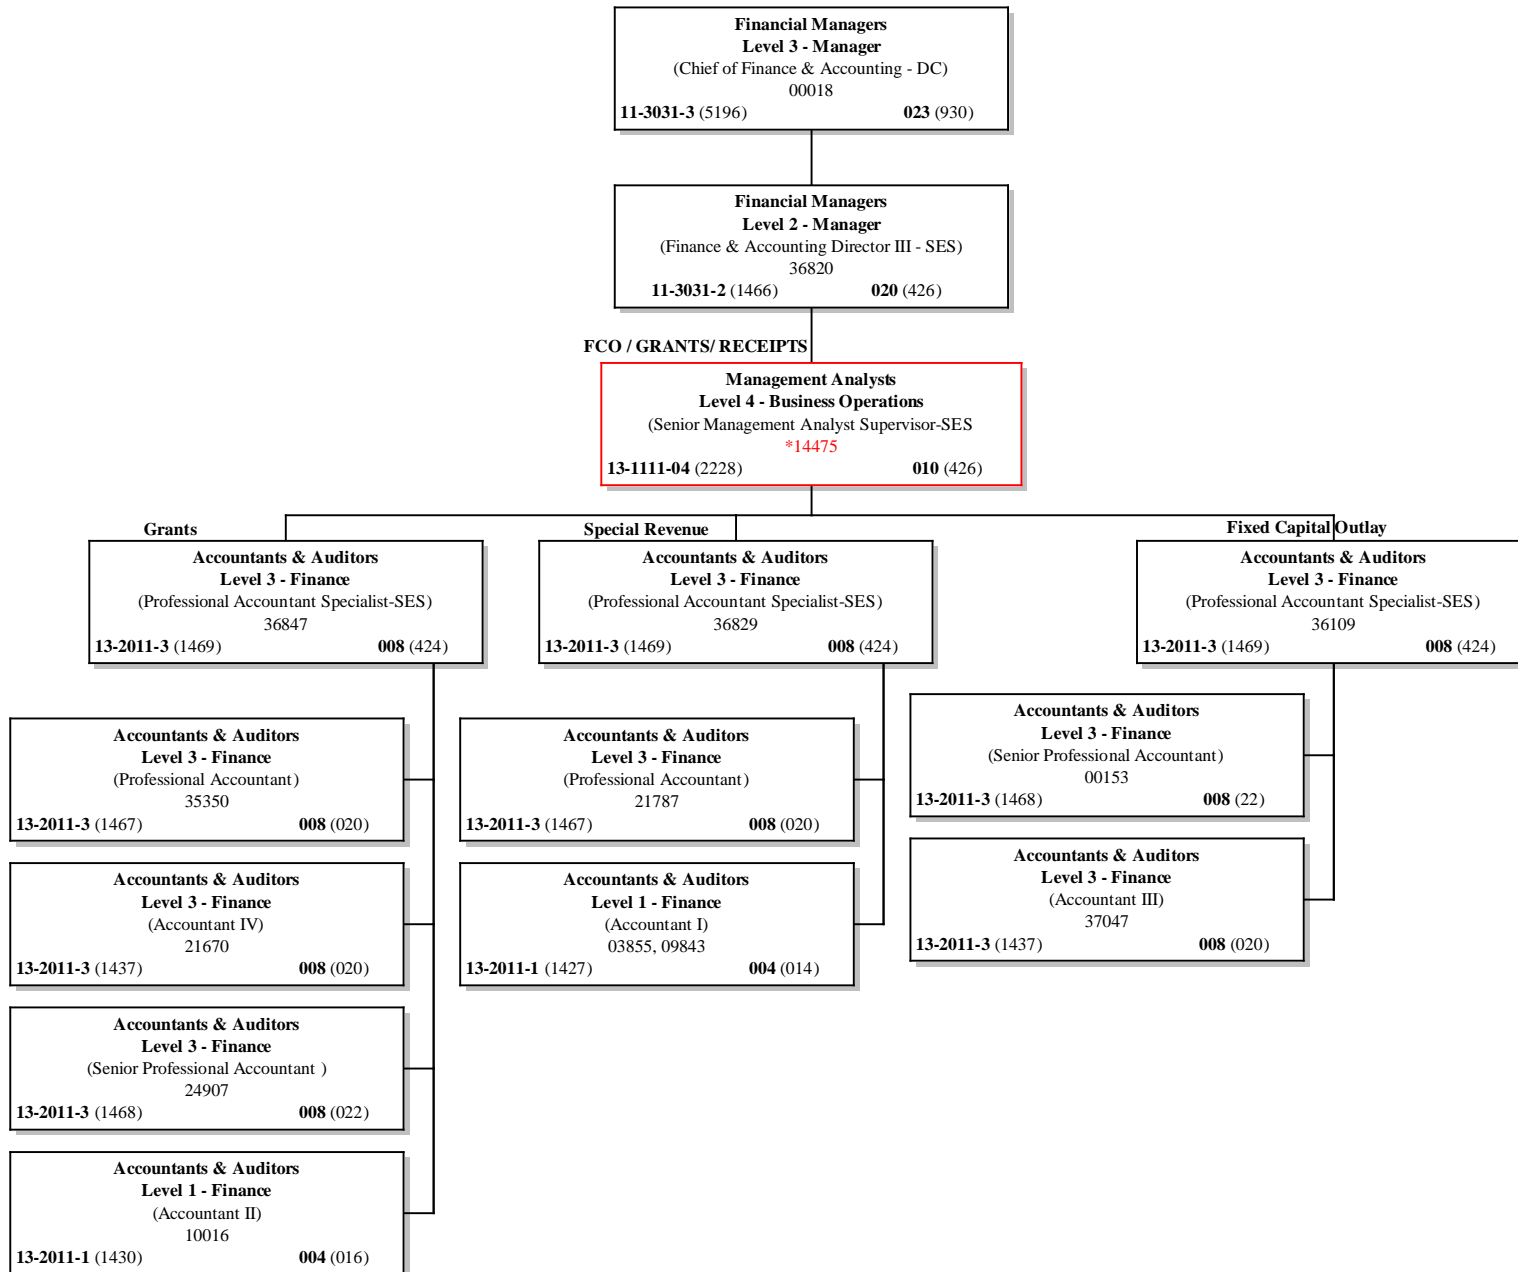 Financial Managers
Level 3 - Manager
(Chief of Finance & Accounting - DC)
00018
11-3031-3 (5196) 023 (930)
Financial Managers
Level 2 - Manager
(Finance & Accounting Director III - SES)
36820
11-3031-2 (1466) 020 (426)
FCO / GRANTS/ RECEIPTS
Management Analysts
Level 4 - Business Operations
(Senior Management Analyst Supervisor-SES
*14475
13-1111-04 (2228) 010 (426)
Grants
Accountants & Auditors
Level 3 - Finance
(Professional Accountant Specialist-SES)
36847
13-2011-3 (1469) 008 (424)
Accountants & Auditors
Level 3 - Finance
(Professional Accountant)
35350
13-2011-3 (1467) 008 (020)
Accountants & Auditors
Level 3 - Finance
(Accountant IV)
21670
13-2011-3 (1437) 008 (020)
Accountants & Auditors
Level 3 - Finance
(Senior Professional Accountant )
24907
13-2011-3 (1468) 008 (022)
Accountants & Auditors
Level 1 - Finance
(Accountant II)
10016
13-2011-1 (1430) 004 (016)
Special Revenue
Accountants & Auditors
Level 3 - Finance
(Professional Accountant Specialist-SES)
36829
13-2011-3 (1469) 008 (424)
Accountants & Auditors
Level 3 - Finance
(Professional Accountant)
21787
13-2011-3 (1467) 008 (020)
Accountants & Auditors
Level 1 - Finance
(Accountant I)
03855, 09843
13-2011-1 (1427) 004 (014)
Fixed Capital Outlay
Accountants & Auditors
Level 3 - Finance
(Professional Accountant Specialist-SES)
36109
13-2011-3 (1469) 008 (424)
Accountants & Auditors
Level 3 - Finance
(Senior Professional Accountant)
00153
13-2011-3 (1468) 008 (22)
Accountants & Auditors
Level 3 - Finance
(Accountant III)
37047
13-2011-3 (1437) 008 (020)